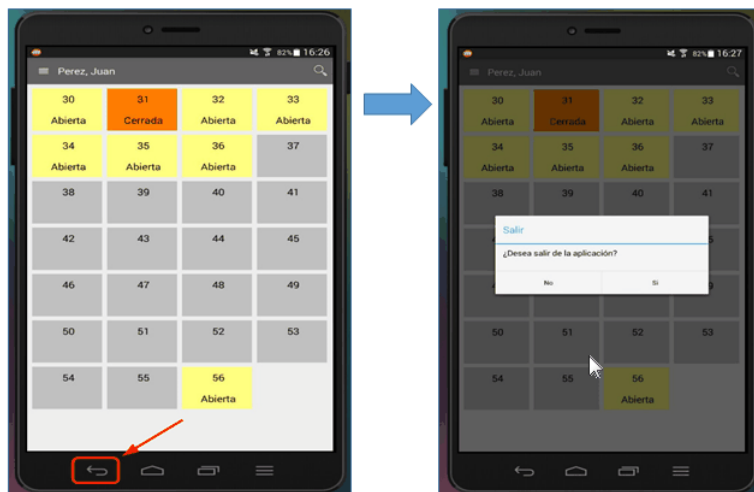 82% 16:26
Perez, Juan
30 31 32 33
Abierta Cerrada Abierta Abierta
34 35 36 37
Abierta Abierta Abierta
38 39 40 41
42 43 44 45
46 47 48 49
50 51 52 53
54 55 56
Abierta
82% 16:27
Perez, Juan
30 31 32 33
Abierta Cerrada Abierta Abierta
34 35 36 37
Abierta Abierta Abierta
38 39 40 41
Salir
¿Desea salir de la aplicación?
No Si
50 51 52 53
54 55 56
Abierta